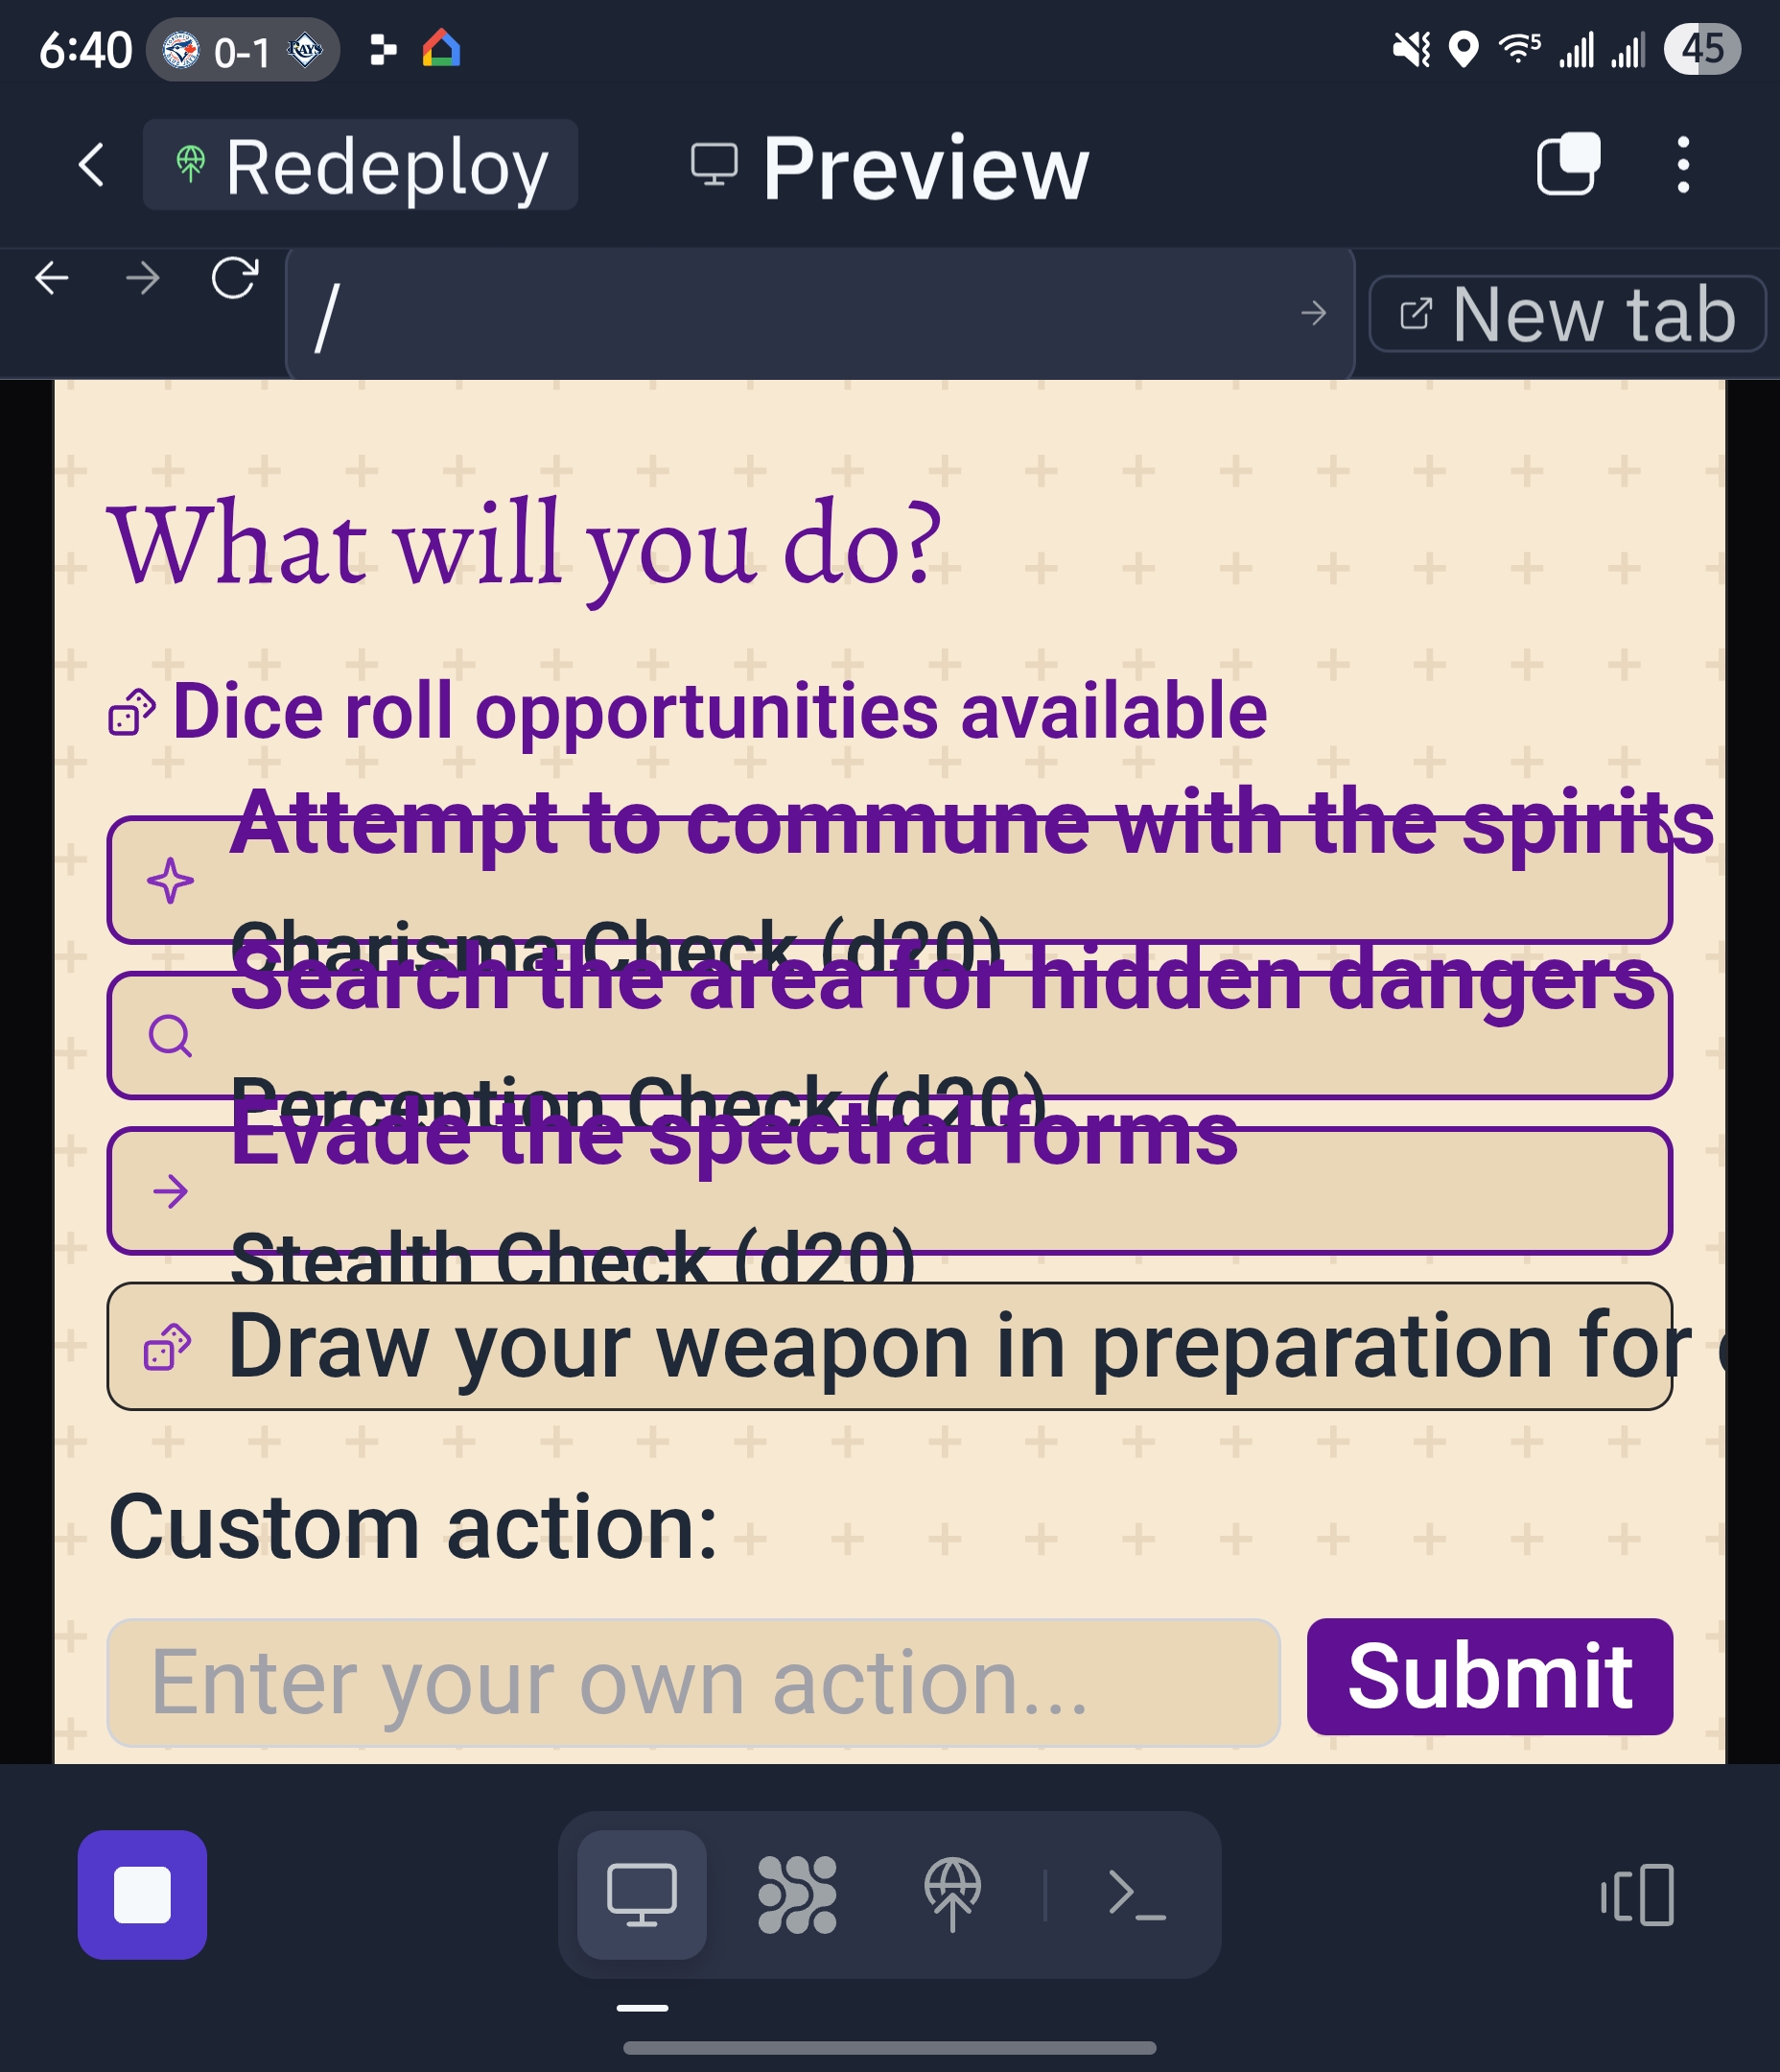 6:40
0-1
RAYS
5
45
Redeploy
Preview
/
New tab
What will you do?
Dice roll opportunities available
Attempt to commune with the spirits
Charisma Check (d20)
Search the area for hidden dangers
Perception Check (d20)
Evade the spectral forms
Stealth Check (d20)
Draw your weapon in preparation for
Custom action:
Enter your own action...
Submit